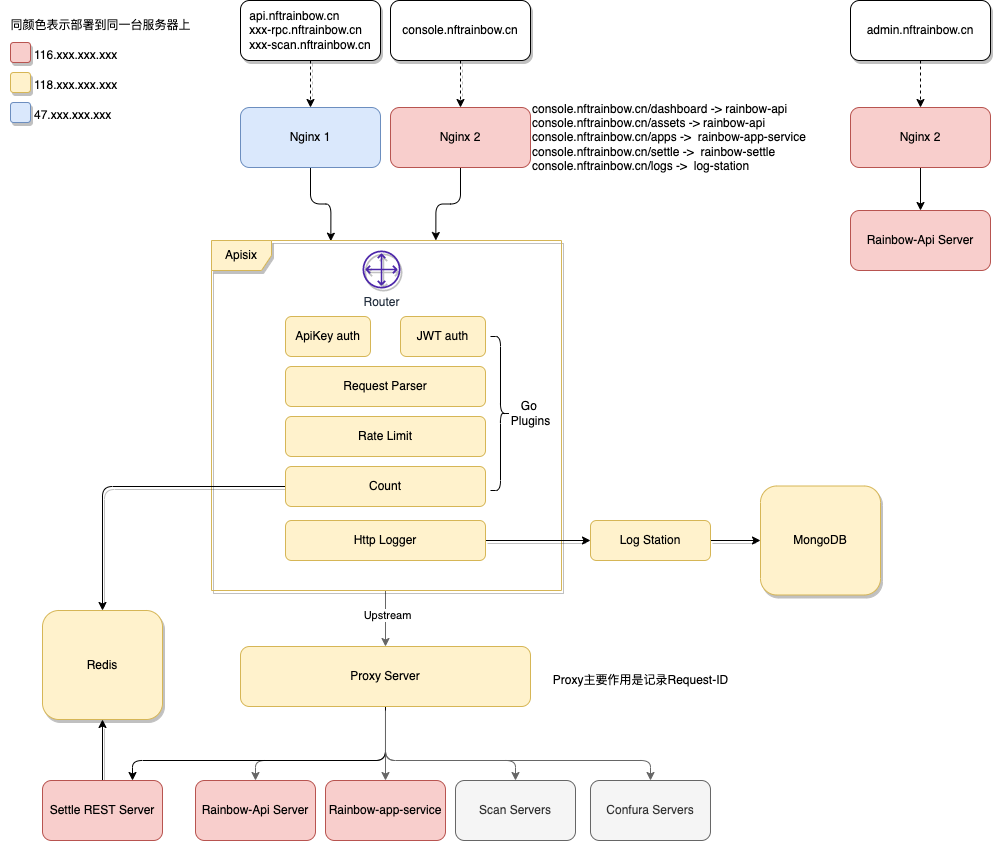 同颜色表示部署到同一台服务器上
116.xxx.xxx.xxx
118.xxx.xxx.xxx
47.xxx.xxx.xxx
api.nftrainbow.cn
xxx-rpc.nftrainbow.cn
xxx-scan.nftrainbow.cn
console.nftrainbow.cn
admin.nftrainbow.cn
Nginx 1
Nginx 2
console.nftrainbow.cn/dashboard -> rainbow-api
console.nftrainbow.cn/assets -> rainbow-api
console.nftrainbow.cn/apps -> rainbow-app-service
console.nftrainbow.cn/settle -> rainbow-settle
console.nftrainbow.cn/logs -> log-station
Nginx 2
Rainbow-Api Server
Apisix
Router
ApiKey auth
JWT auth
Request Parser
Go
Plugins
Rate Limit
Count
Http Logger
Log Station
MongoDB
Upstream
Redis
Proxy Server
Proxy主要作用是记录Request-ID
Settle REST Server
Rainbow-Api Server
Rainbow-app-service
Scan Servers
Confura Servers